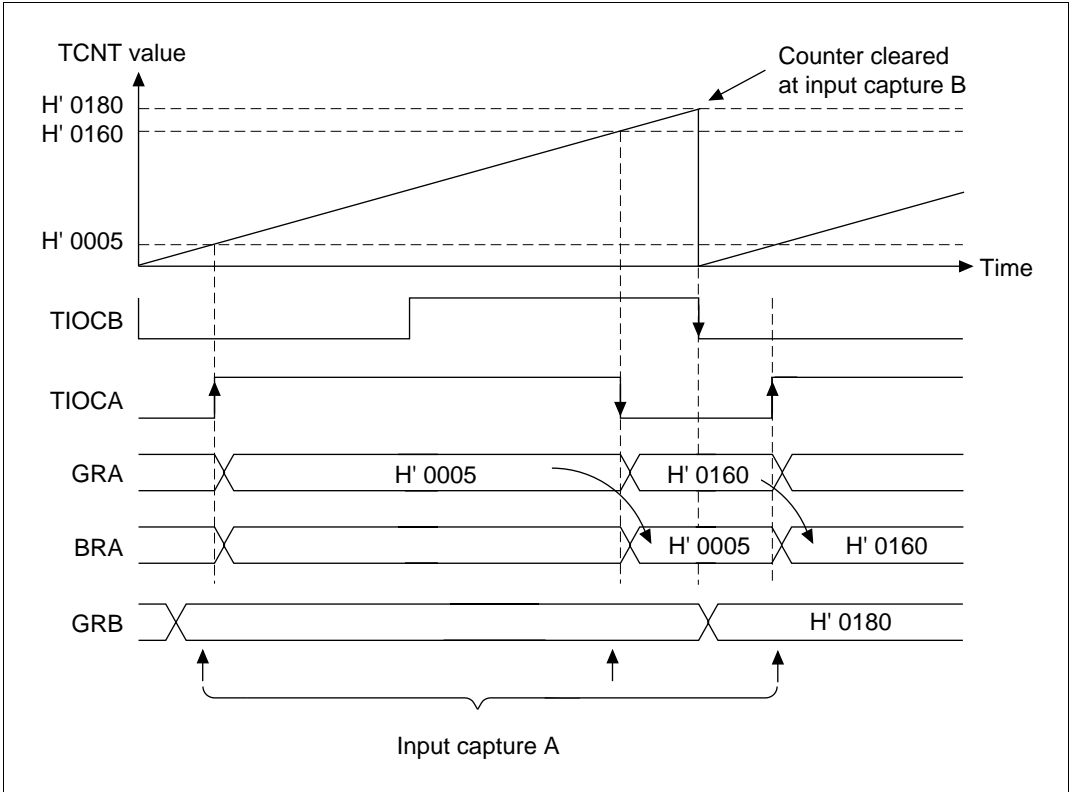 TCNT value
Counter cleared
at input capture B
H' 0180
H' 0160
H' 0005
Time
TIOCB
TIOCA
GRA
H' 0005
H' 0160
BRA
H' 0005
H' 0160
GRB
H' 0180
Input capture A